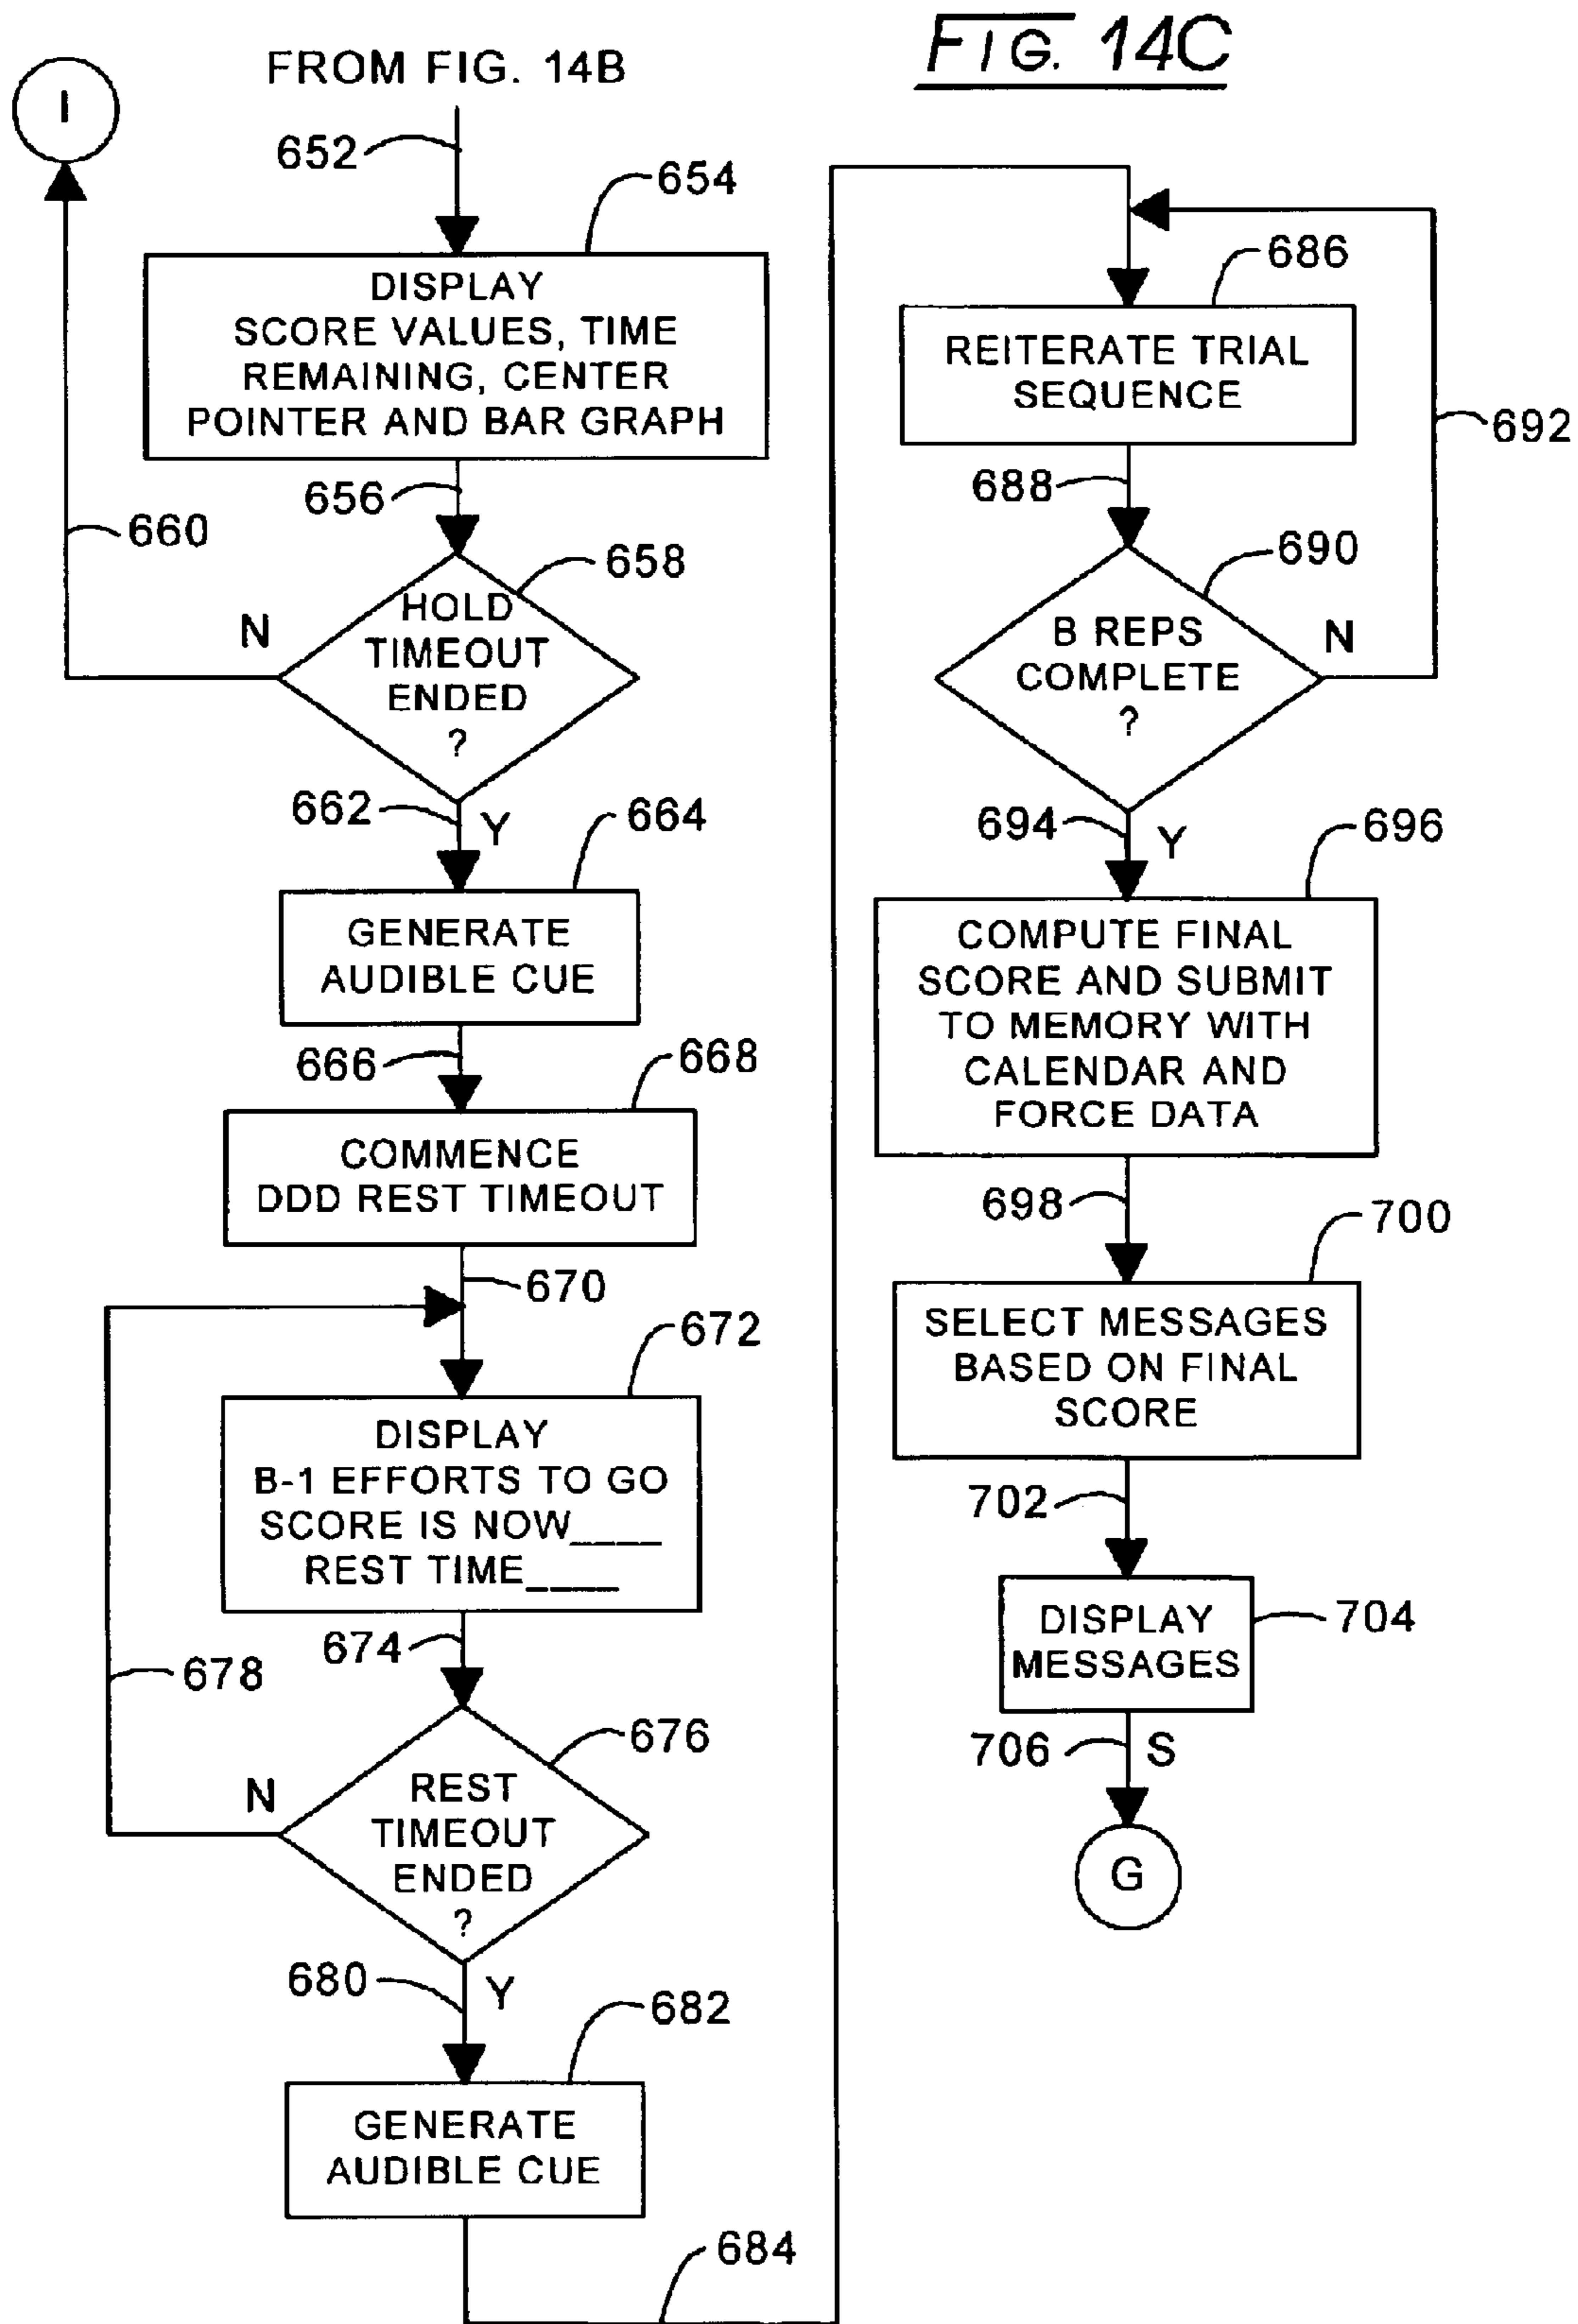 FIG. 14C
I
FROM FIG. 14B
652
654
DISPLAY
SCORE VALUES, TIME
REMAINING, CENTER
POINTER AND BAR GRAPH
656
660
658
HOLD
TIMEOUT
ENDED
?
N
662
Y
664
GENERATE
AUDIBLE CUE
666
668
COMMENCE
DDD REST TIMEOUT
670
672
DISPLAY
B-1 EFFORTS TO GO
SCORE IS NOW____
REST TIME____
674
678
676
REST
TIMEOUT
ENDED
?
N
680
Y
682
GENERATE
AUDIBLE CUE
684
686
REITERATE TRIAL
SEQUENCE
692
688
690
B REPS
COMPLETE
?
N
694
Y
696
COMPUTE FINAL
SCORE AND SUBMIT
TO MEMORY WITH
CALENDAR AND
FORCE DATA
698
700
SELECT MESSAGES
BASED ON FINAL
SCORE
702
704
DISPLAY
MESSAGES
706
S
G